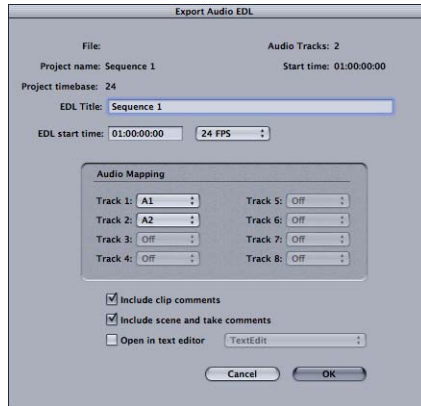 Export Audio EDL
File: Audio Tracks: 2
Project name: Sequence 1 Start time: 01:00:00:00
Project timebase: 24
EDL Title: Sequence 1
EDL start time: 01:00:00:00 24 FPS
Audio Mapping
Track 1: A1 Track 5: Off
Track 2: A2 Track 6: Off
Track 3: Off Track 7: Off
Track 4: Off Track 8: Off
Include clip comments
Include scene and take comments
Open in text editor TextEdit
Cancel OK